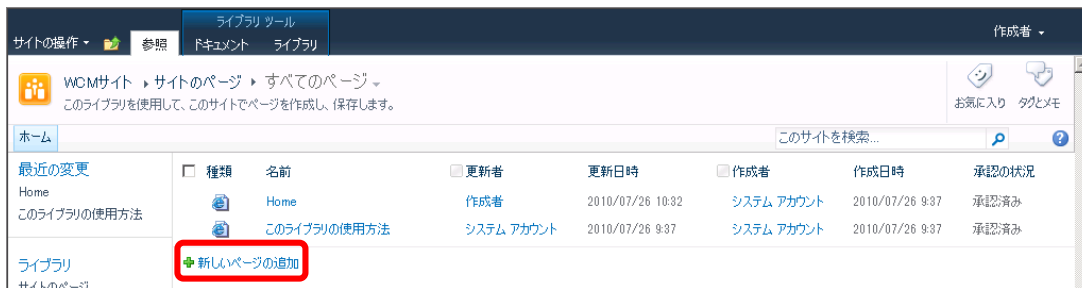 ライブラリ ツール
サイトの操作 参照 ドキュメント ライブラリ 作成者
WCMサイト サイトのページ すべてのページ
このライブラリを使用して、このサイトでページを作成し、保存します。
お気に入り タグとメモ
ホーム このサイトを検索...
最近の変更 種類 名前 更新者 更新日時 作成者 作成日時 承認の状況
Home Home 作成者 2010/07/26 10:32 システム アカウント 2010/07/26 9:37 承認済み
このライブラリの使用方法 このライブラリの使用方法 システム アカウント 2010/07/26 9:37 システム アカウント 2010/07/26 9:37 承認済み
ライブラリ 新しいページの追加
サイトのページ